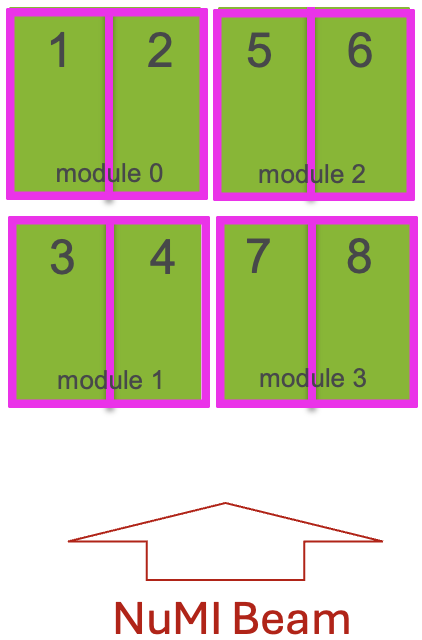 1 2 5 6
module 0 module 2
3 4 7 8
module 1 module 3
NuMI Beam